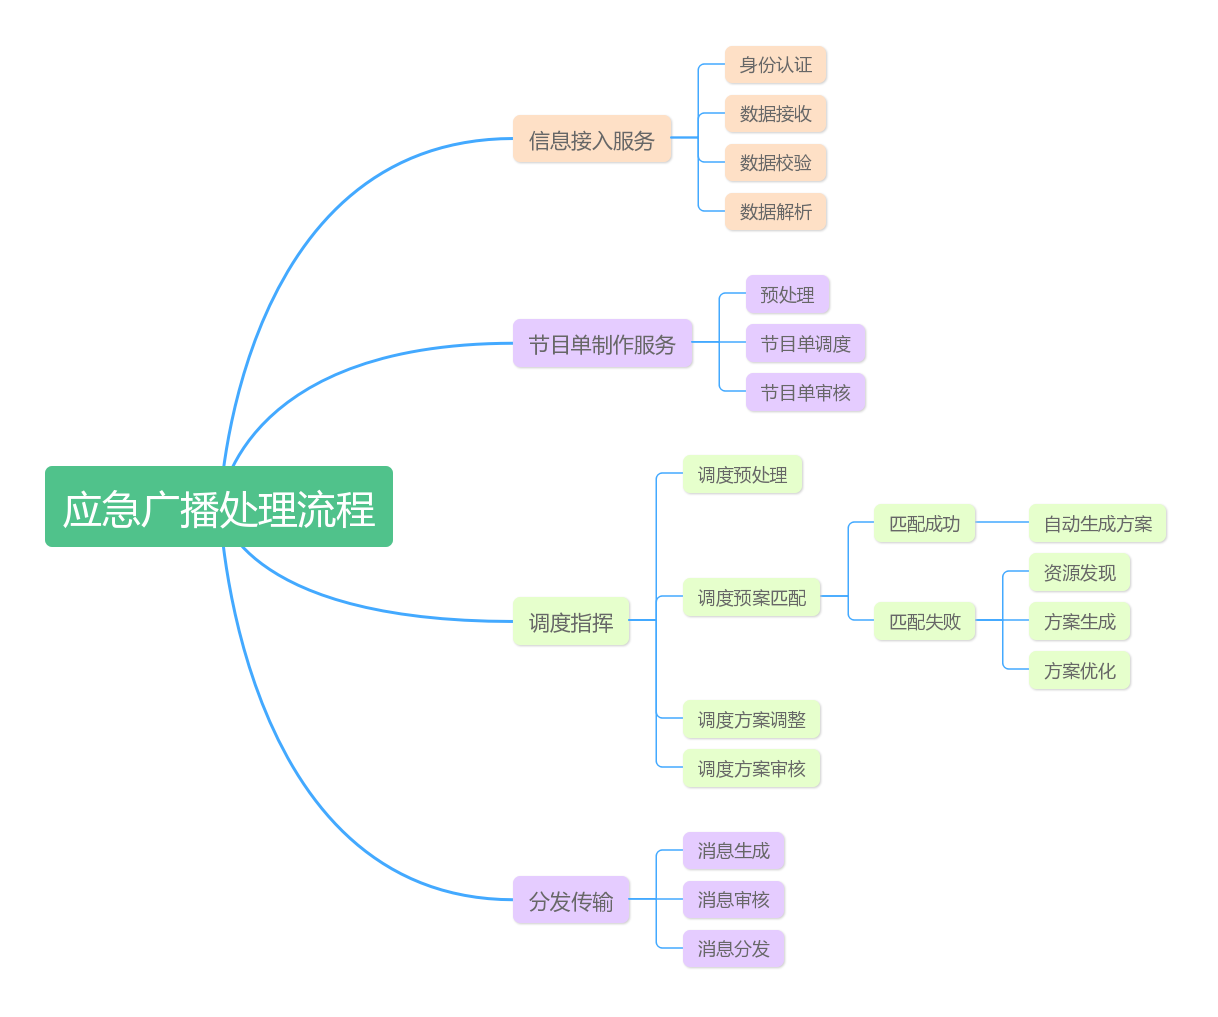 应急广播处理流程
信息接入服务
身份认证
数据接收
数据校验
数据解析
节目单制作服务
预处理
节目单调度
节目单审核
调度指挥
调度预处理
调度预案匹配
匹配成功
自动生成方案
匹配失败
资源发现
方案生成
方案优化
调度方案调整
调度方案审核
分发传输
消息生成
消息审核
消息分发